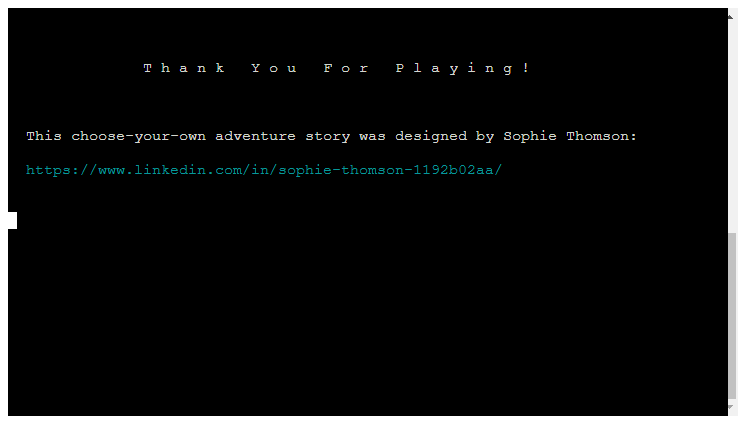 T h a n k   Y o u   F o r   P l a y i n g !
This choose-your-own adventure story was designed by Sophie Thomson:
https://www.linkedin.com/in/sophie-thomson-1192b02aa/